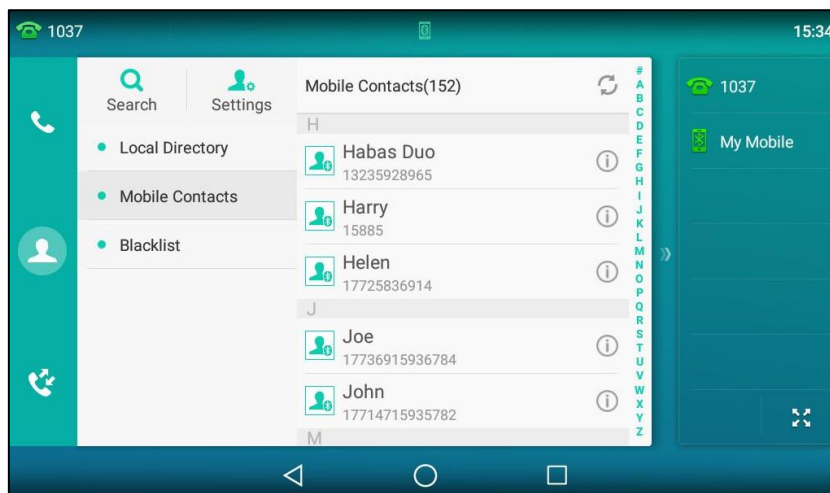 1037
15:34
Search
Settings
Local Directory
Mobile Contacts
Blacklist
Mobile Contacts(152)
H
Habas Duo
13235928965
Harry
15885
Helen
17725836914
J
Joe
17736915936784
John
17714715935782
M
#
A
B
C
D
E
F
G
H
I
J
K
L
M
N
O
P
Q
R
S
T
U
V
W
X
Y
Z
1037
My Mobile